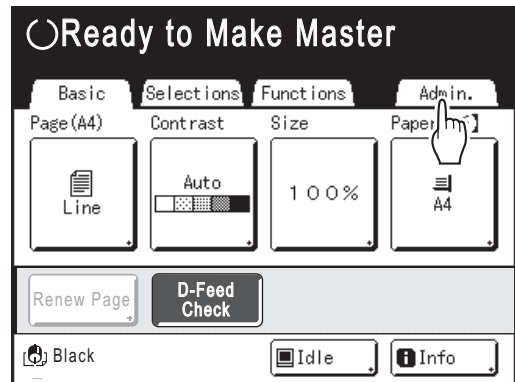 Ready to Make Master
Basic Selections Functions Admin.
Page(A4) Contrast Size Paper
Line Auto 100% A4
Renew Page D-Feed Check
Black Idle Info